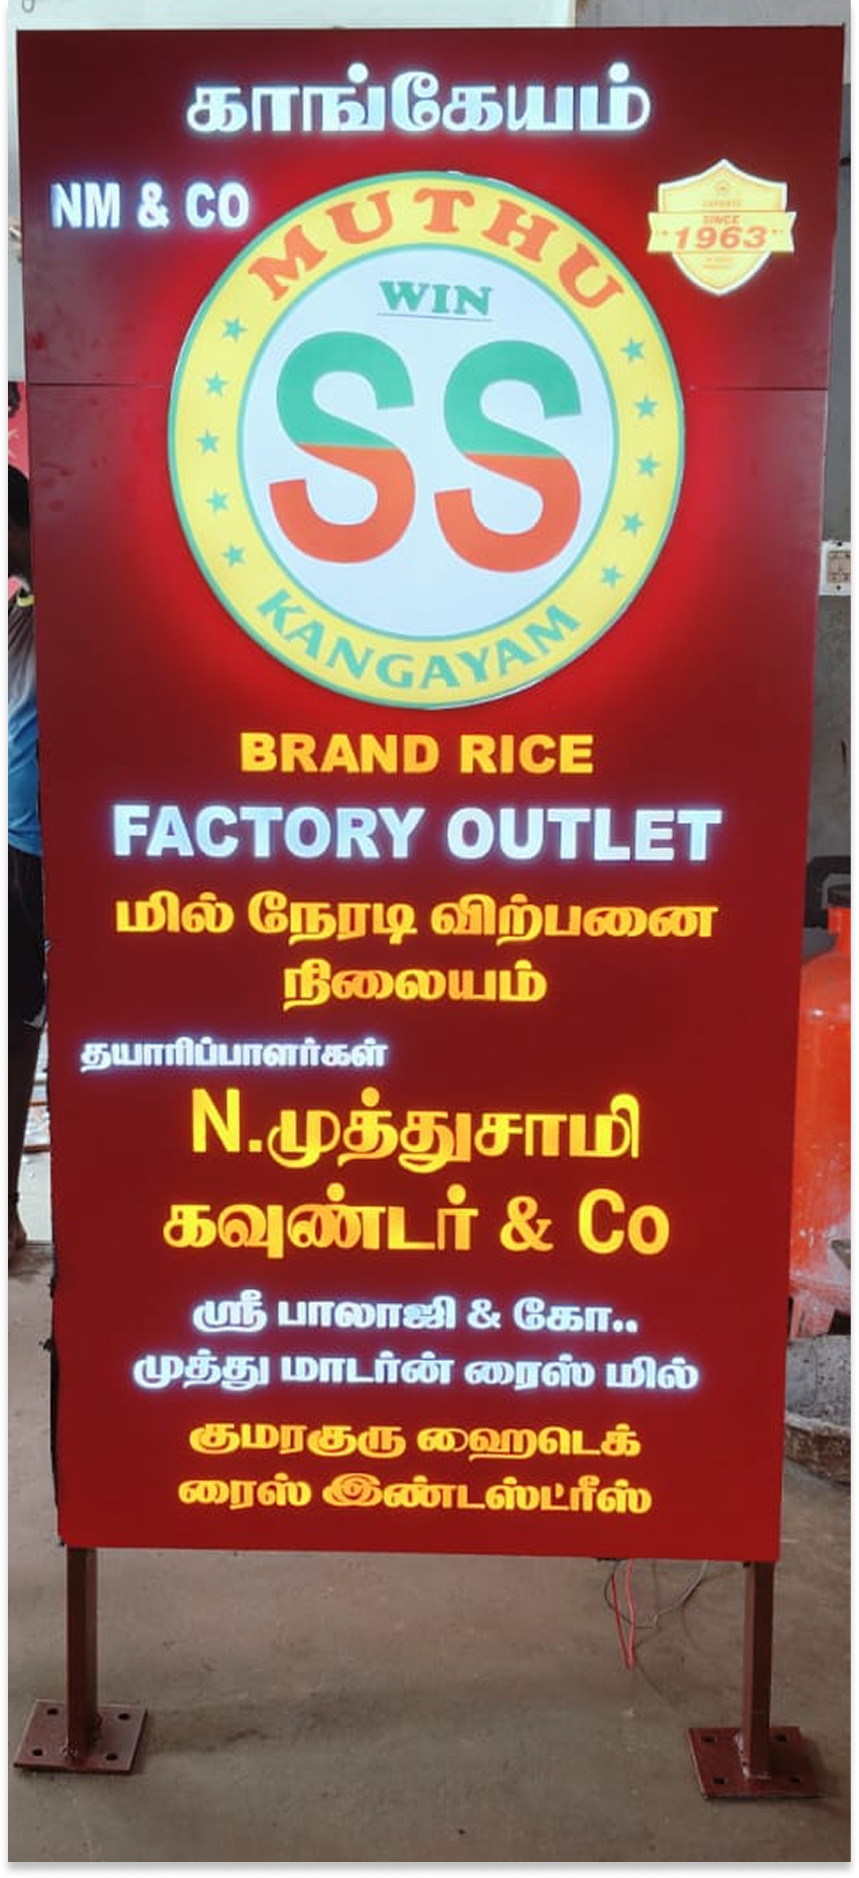 காங்கேயம்
NM & CO
MUTHU
WIN
SS
KANGAYAM
SINCE
1963
BRAND RICE
FACTORY OUTLET
மில் நேரடி விற்பனை
நிலையம்
தயாரிப்பாளர்கள்
N.முத்துசாமி
கவுண்டர் & Co
ஸ்ரீ பாலாஜி & கோ..
முத்து மாடர்ன் ரைஸ் மில்
குமரகுரு ஹைடெக்
ரைஸ் இண்டஸ்ட்ரீஸ்